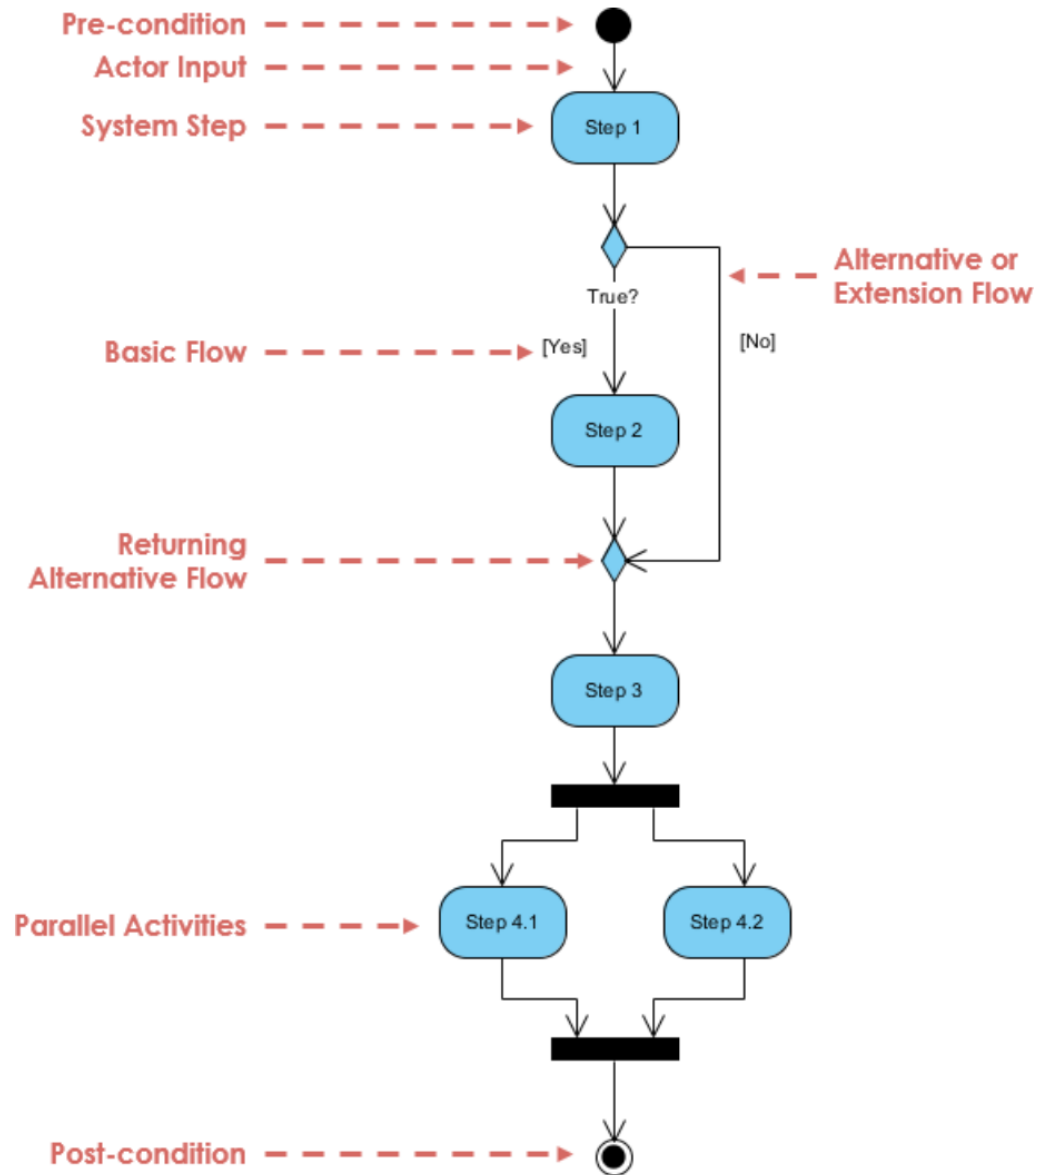 Pre-condition
Actor Input
System Step
Step 1
Alternative or
Extension Flow
True?
Basic Flow
[Yes]
[No]
Step 2
Returning
Alternative Flow
Step 3
Parallel Activities
Step 4.1
Step 4.2
Post-condition